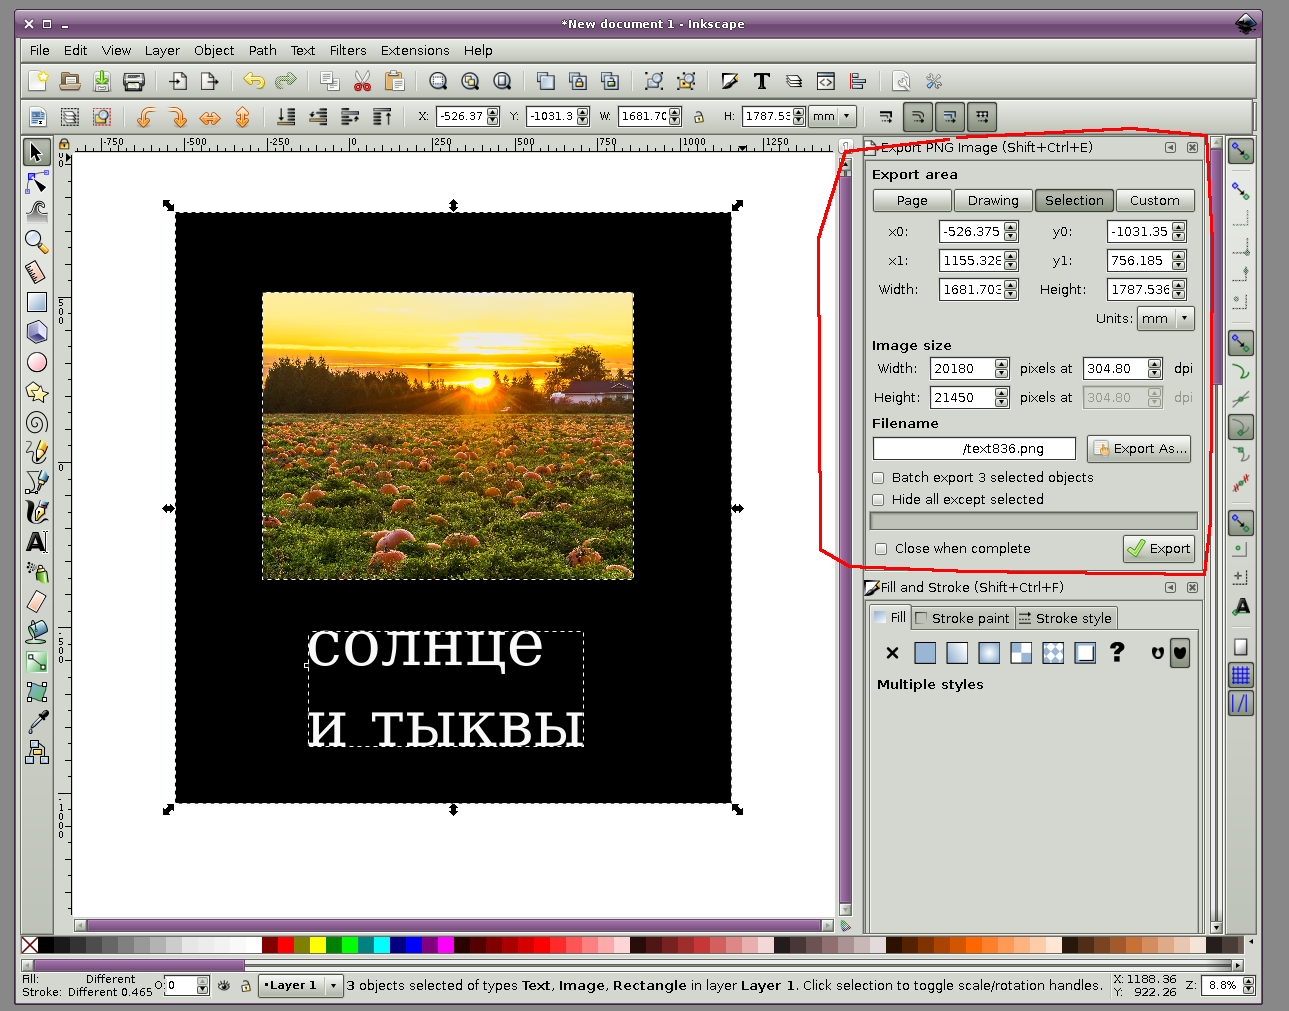 *New document 1 - Inkscape
File Edit View Layer Object Path Text Filters Extensions Help
X: -526.37 Y: -1031.3 W: 1681.70 H: 1787.53 mm
-750 -500 -250 0 250 500 750 1000 1250
0
500
0
-500
-1000
солнце
и тыквы
Export PNG Image (Shift+Ctrl+E)
Export area
Page Drawing Selection Custom
x0: -526.375 y0: -1031.35
x1: 1155.328 y1: 756.185
Width: 1681.703 Height: 1787.536
Units: mm
Image size
Width: 20180 pixels at 304.80 dpi
Height: 21450 pixels at 304.80 dpi
Filename
/text836.png Export As...
Batch export 3 selected objects
Hide all except selected
Close when complete Export
Fill and Stroke (Shift+Ctrl+F)
Fill Stroke paint Stroke style
Multiple styles
Fill: Different
Stroke: Different 0.465
O: 0
•Layer 1
3 objects selected of types Text, Image, Rectangle in layer Layer 1. Click selection to toggle scale/rotation handles.
X: 1188.36
Y: 922.26
Z: 8.8%